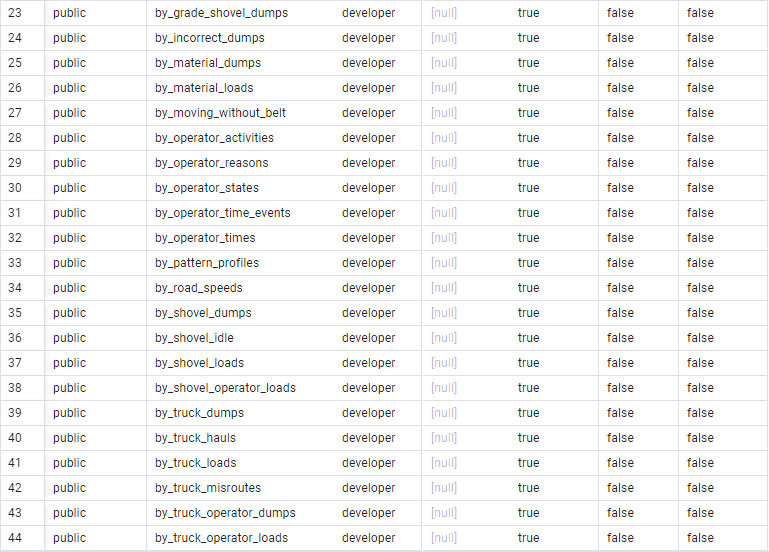 23 public by_grade_shovel_dumps developer [null] true false false
24 public by_incorrect_dumps developer [null] true false false
25 public by_material_dumps developer [null] true false false
26 public by_material_loads developer [null] true false false
27 public by_moving_without_belt developer [null] true false false
28 public by_operator_activities developer [null] true false false
29 public by_operator_reasons developer [null] true false false
30 public by_operator_states developer [null] true false false
31 public by_operator_time_events developer [null] true false false
32 public by_operator_times developer [null] true false false
33 public by_pattern_profiles developer [null] true false false
34 public by_road_speeds developer [null] true false false
35 public by_shovel_dumps developer [null] true false false
36 public by_shovel_idle developer [null] true false false
37 public by_shovel_loads developer [null] true false false
38 public by_shovel_operator_loads developer [null] true false false
39 public by_truck_dumps developer [null] true false false
40 public by_truck_hauls developer [null] true false false
41 public by_truck_loads developer [null] true false false
42 public by_truck_misroutes developer [null] true false false
43 public by_truck_operator_dumps developer [null] true false false
44 public by_truck_operator_loads developer [null] true false false